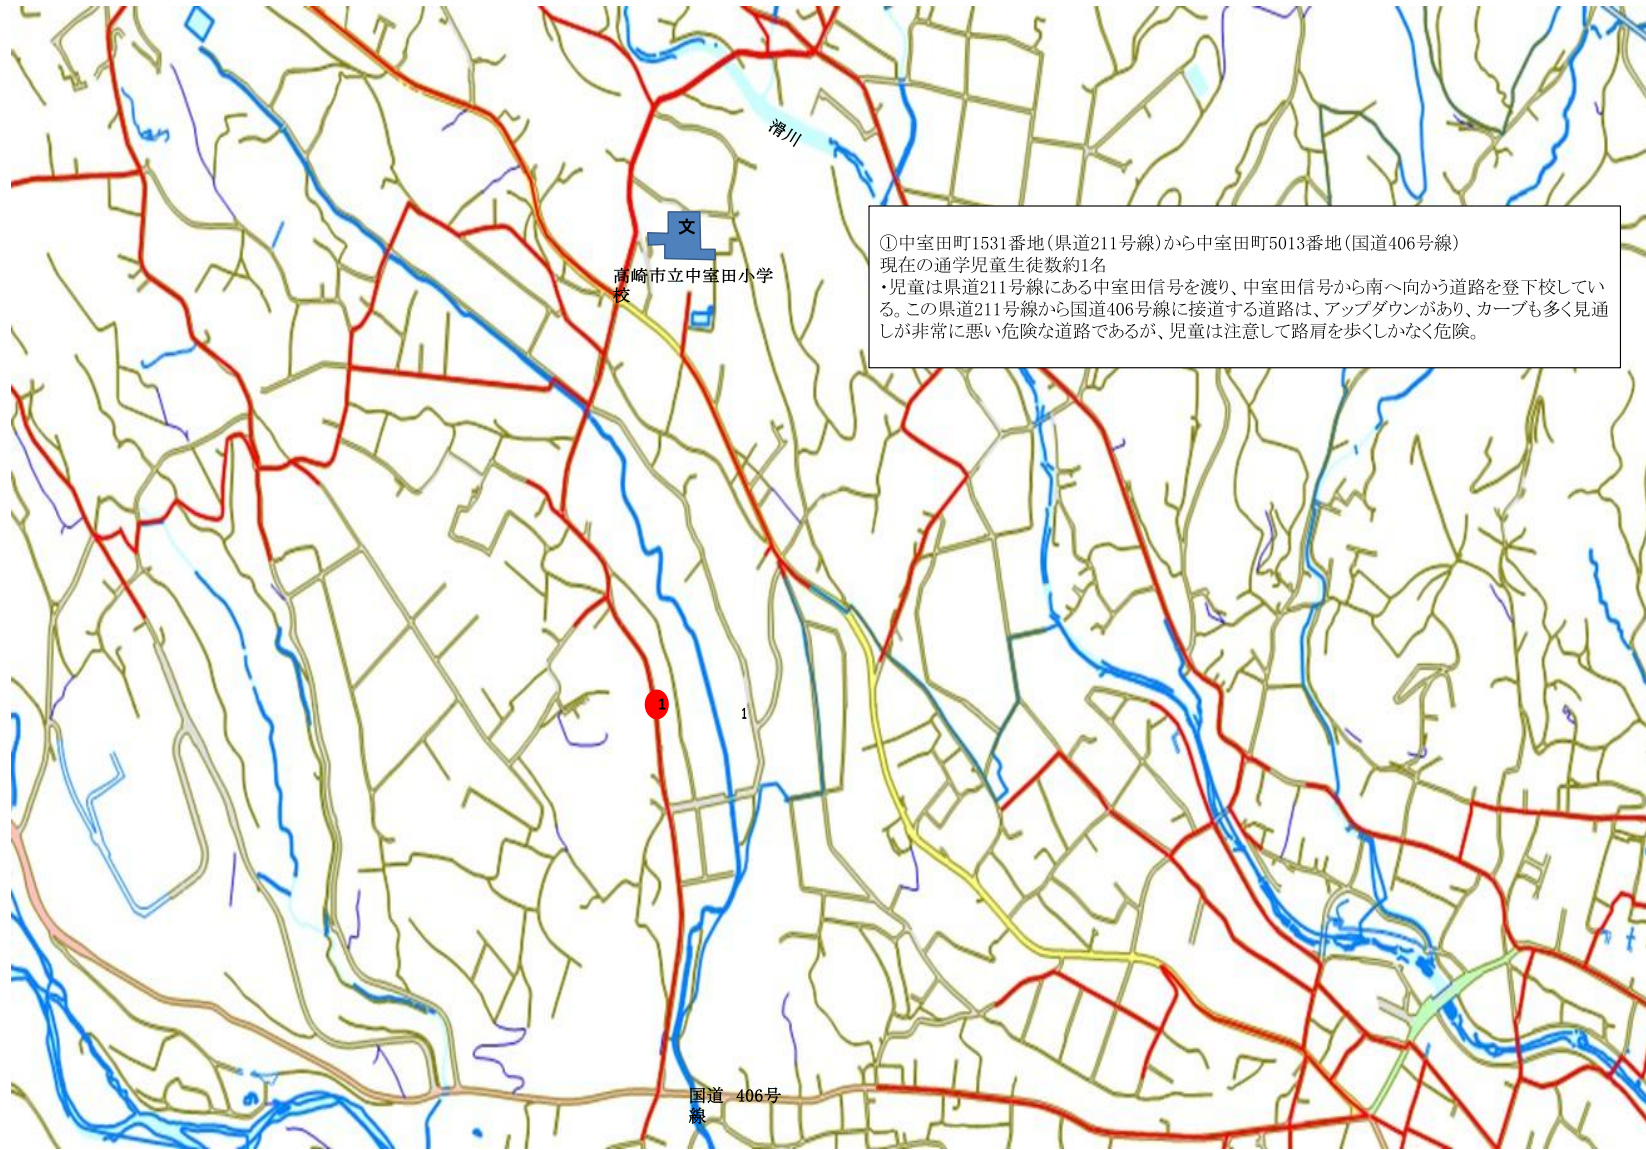 滑川
文
高崎市立中室田小学
校
①中室田町1531番地(県道211号線)から中室田町5013番地(国道406号線)
現在の通学児童生徒数約1名
・児童は県道211号線にある中室田信号を渡り、中室田信号から南へ向かう道路を登下校してい
る。この県道211号線から国道406号線に接道する道路は、アップダウンがあり、カーブも多く見通
しが非常に悪い危険な道路であるが、児童は注意して路肩を歩くしかなく危険。
1
1
国道 406号
線